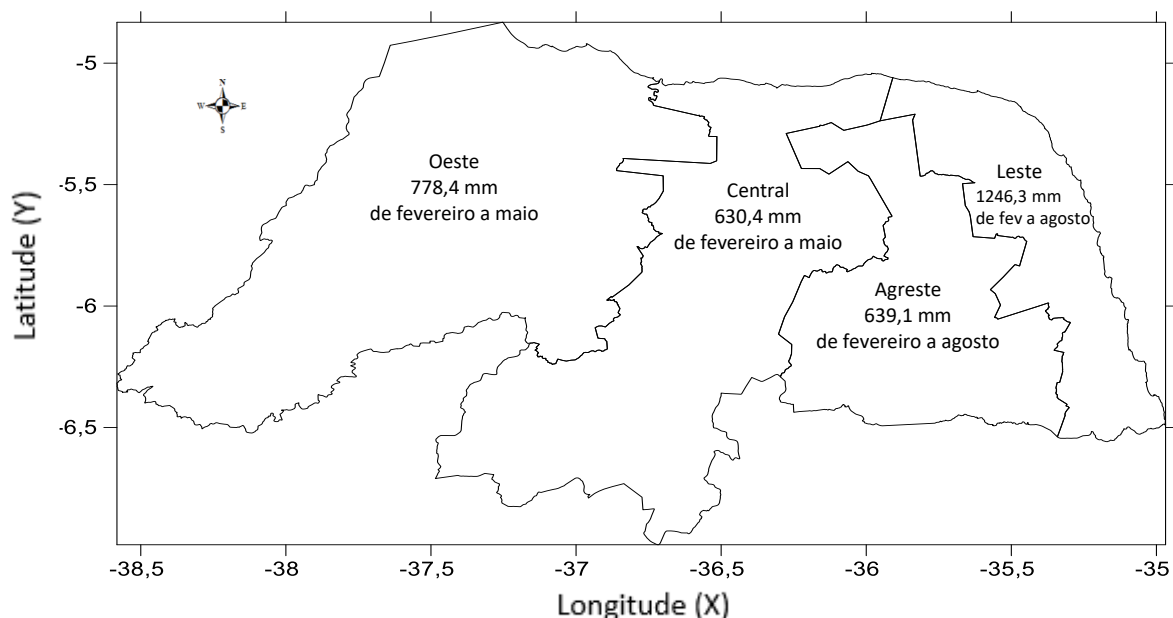 N
W E
S
Oeste
778,4 mm
de fevereiro a maio
Central
630,4 mm
de fevereiro a maio
Leste
1246,3 mm
de fev a agosto
Agreste
639,1 mm
de fevereiro a agosto
Latitude (Y)
-5
-5,5
-6
-6,5
-38,5 -38 -37,5 -37 -36,5 -36 -35,5 -35
Longitude (X)